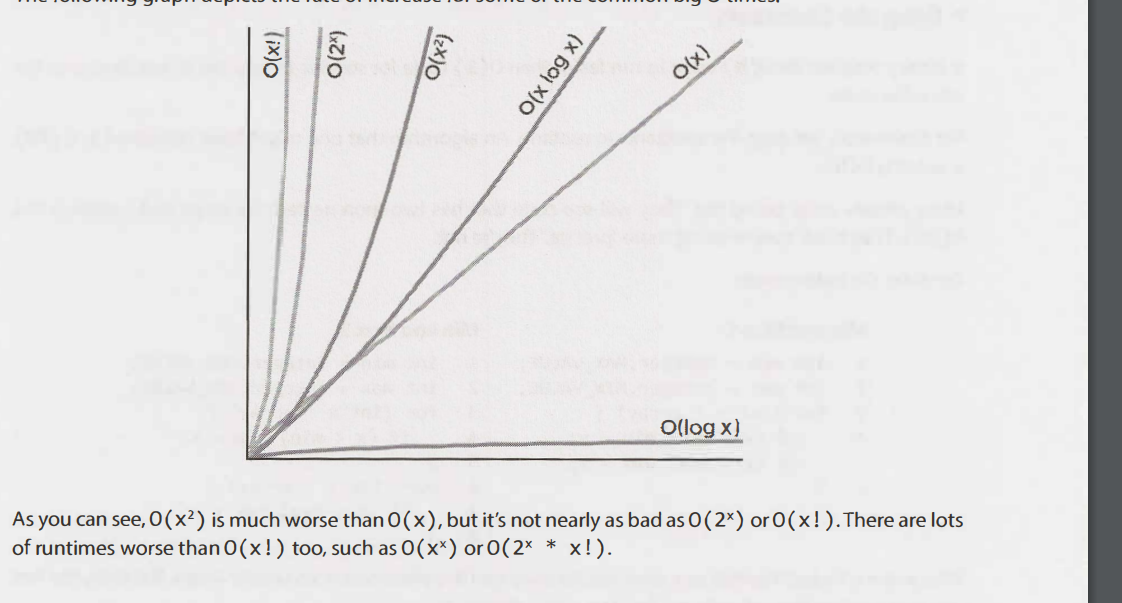 The following graph depicts the rate of increase for some of the common big O times.
O(x!)
O(2ˣ)
O(x²)
O(x log x)
O(x)
O(log x)
As you can see, O(x²) is much worse than O(x), but it's not nearly as bad as O(2ˣ) or O(x!). There are lots
of runtimes worse than O(x!) too, such as O(xˣ) or O(2ˣ * x!).